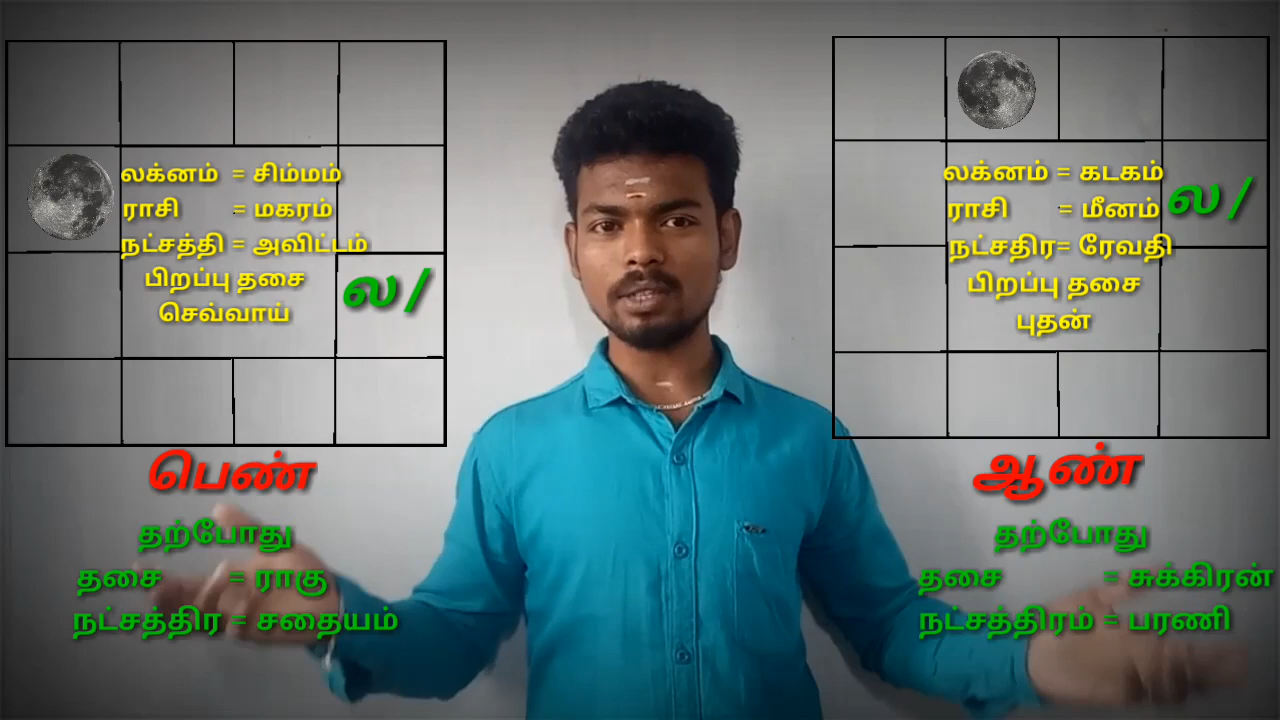 லக்னம் = சிம்மம்
ராசி = மகரம்
நட்சத்தி = அவிட்டம்
பிறப்பு தசை
செவ்வாய்
ல /
பெண்
தற்போது
தசை = ராகு
நட்சத்திர = சதையம்
லக்னம் = கடகம்
ராசி = மீனம்
நட்சதிர= ரேவதி
பிறப்பு தசை
புதன்
ல /
ஆண்
தற்போது
தசை = சுக்கிரன்
நட்சத்திரம் = பரணி